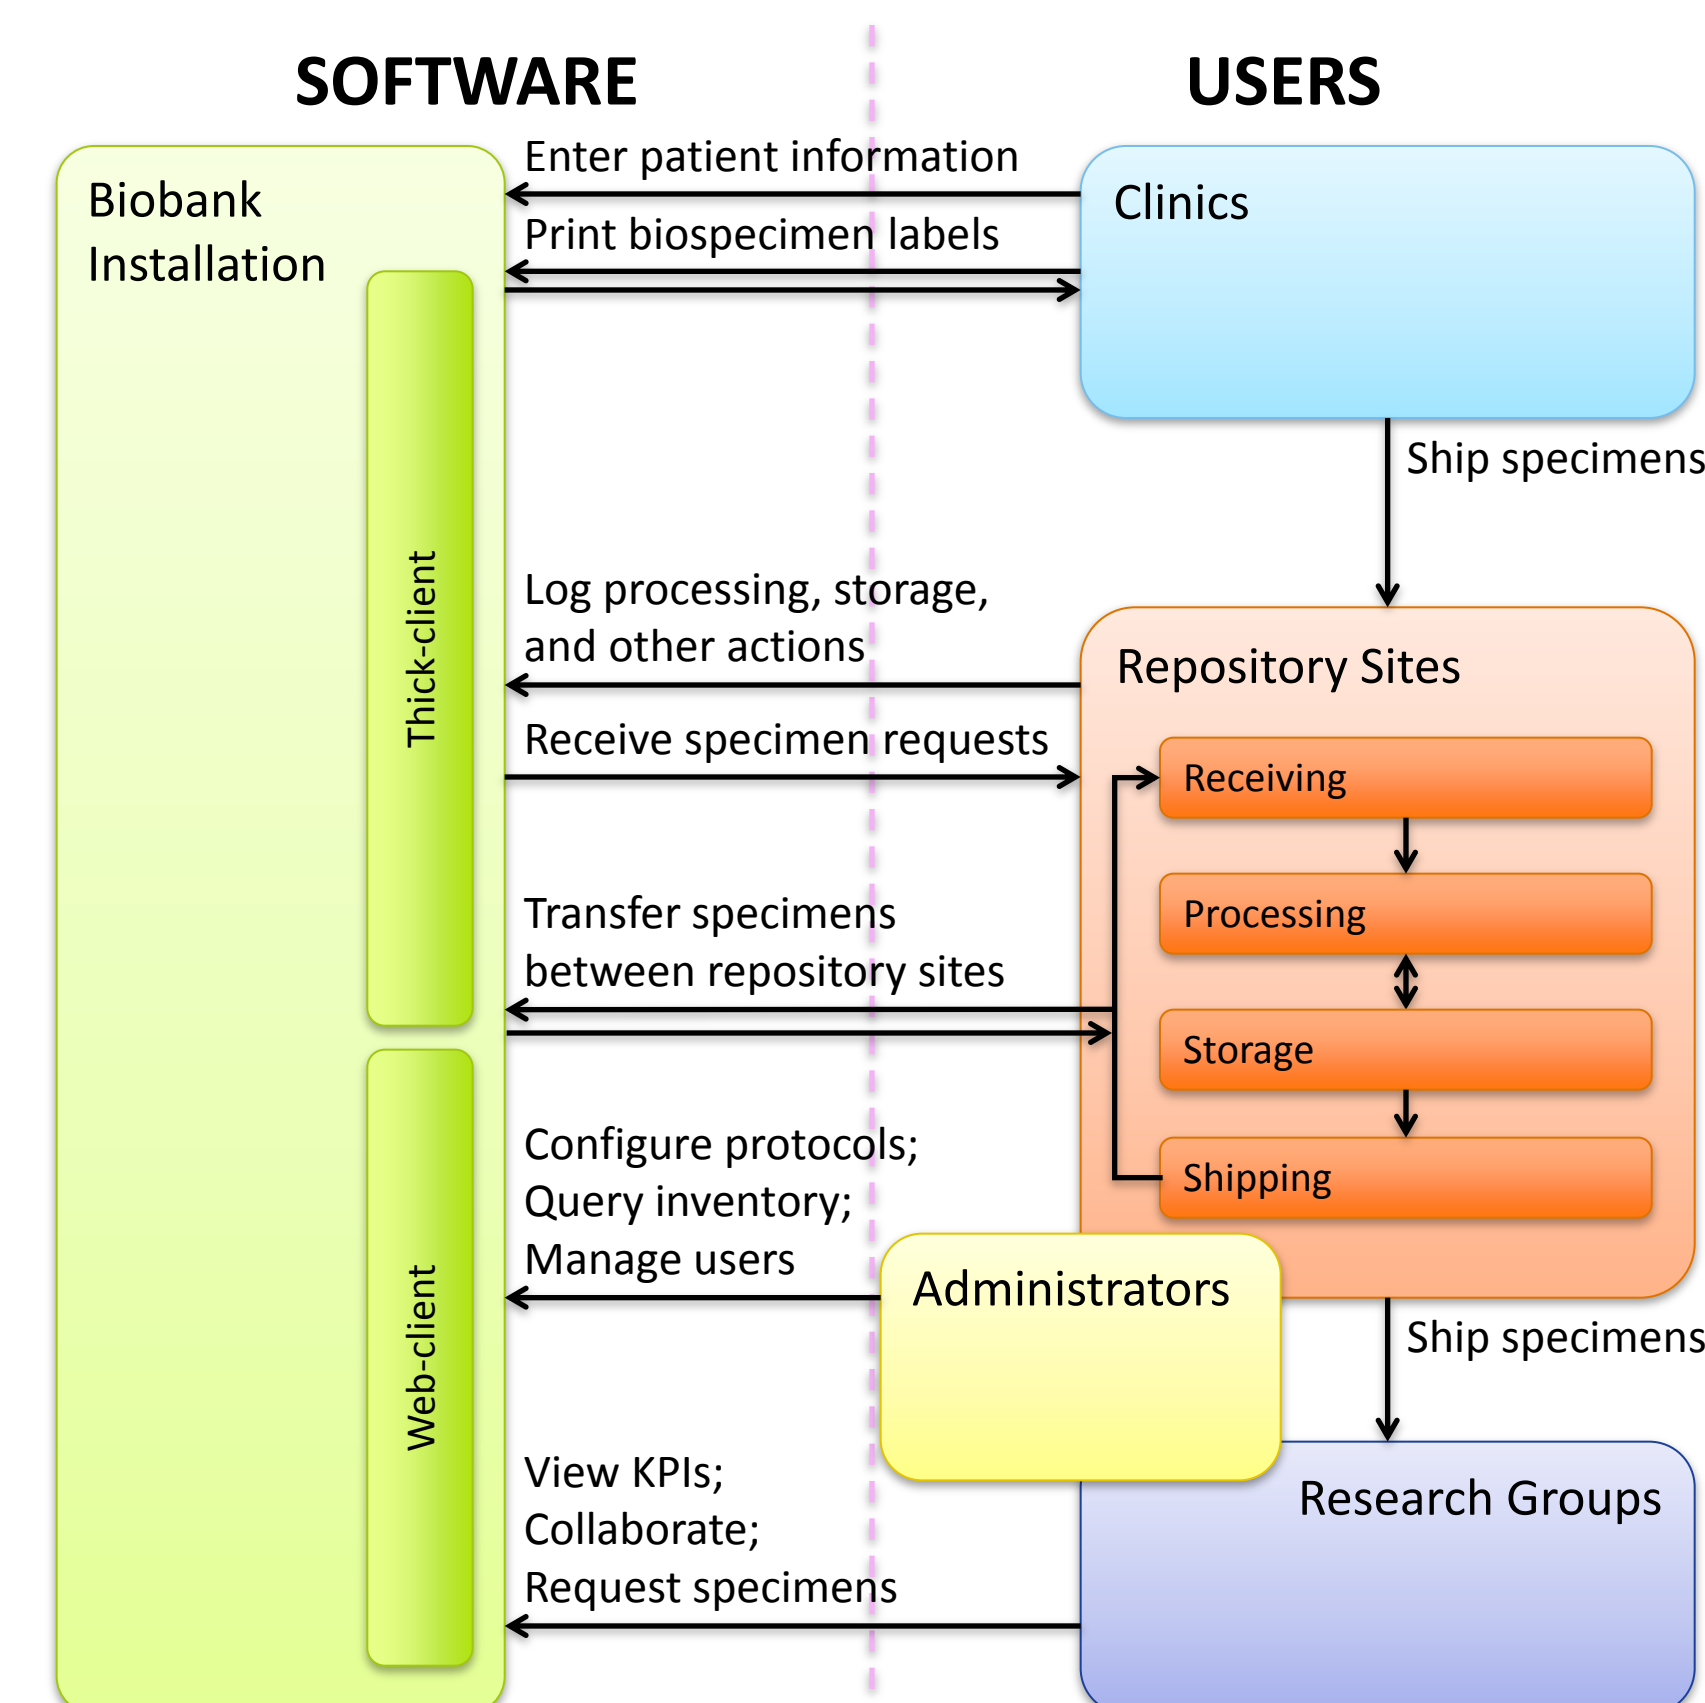 SOFTWARE
USERS
Biobank
Installation
Thick-client
Web-client
Enter patient information
Print biospecimen labels
Log processing, storage,
and other actions
Receive specimen requests
Transfer specimens
between repository sites
Configure protocols;
Query inventory;
Manage users
View KPIs;
Collaborate;
Request specimens
Clinics
Ship specimens
Repository Sites
Receiving
Processing
Storage
Shipping
Administrators
Ship specimens
Research Groups